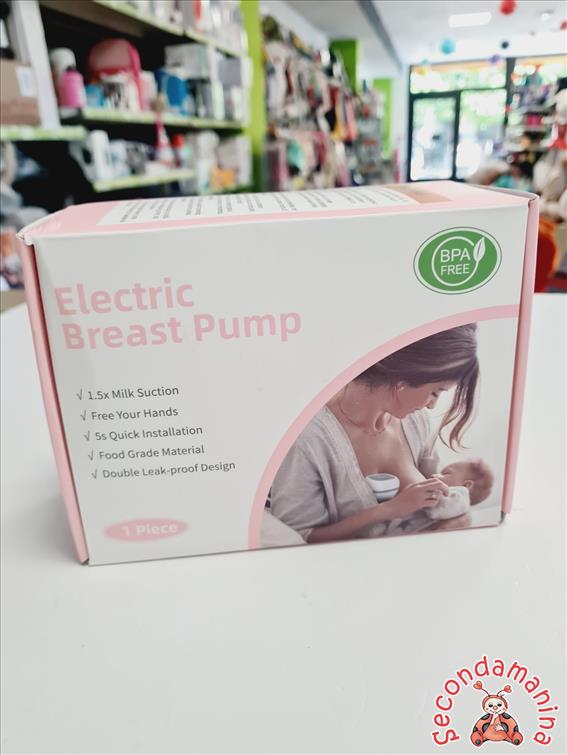 BPA
FREE
Electric
Breast Pump
√ 1.5x Milk Suction
√ Free Your Hands
√ 5s Quick Installation
√ Food Grade Material
√ Double Leak-proof Design
1 Piece
Secondamanina